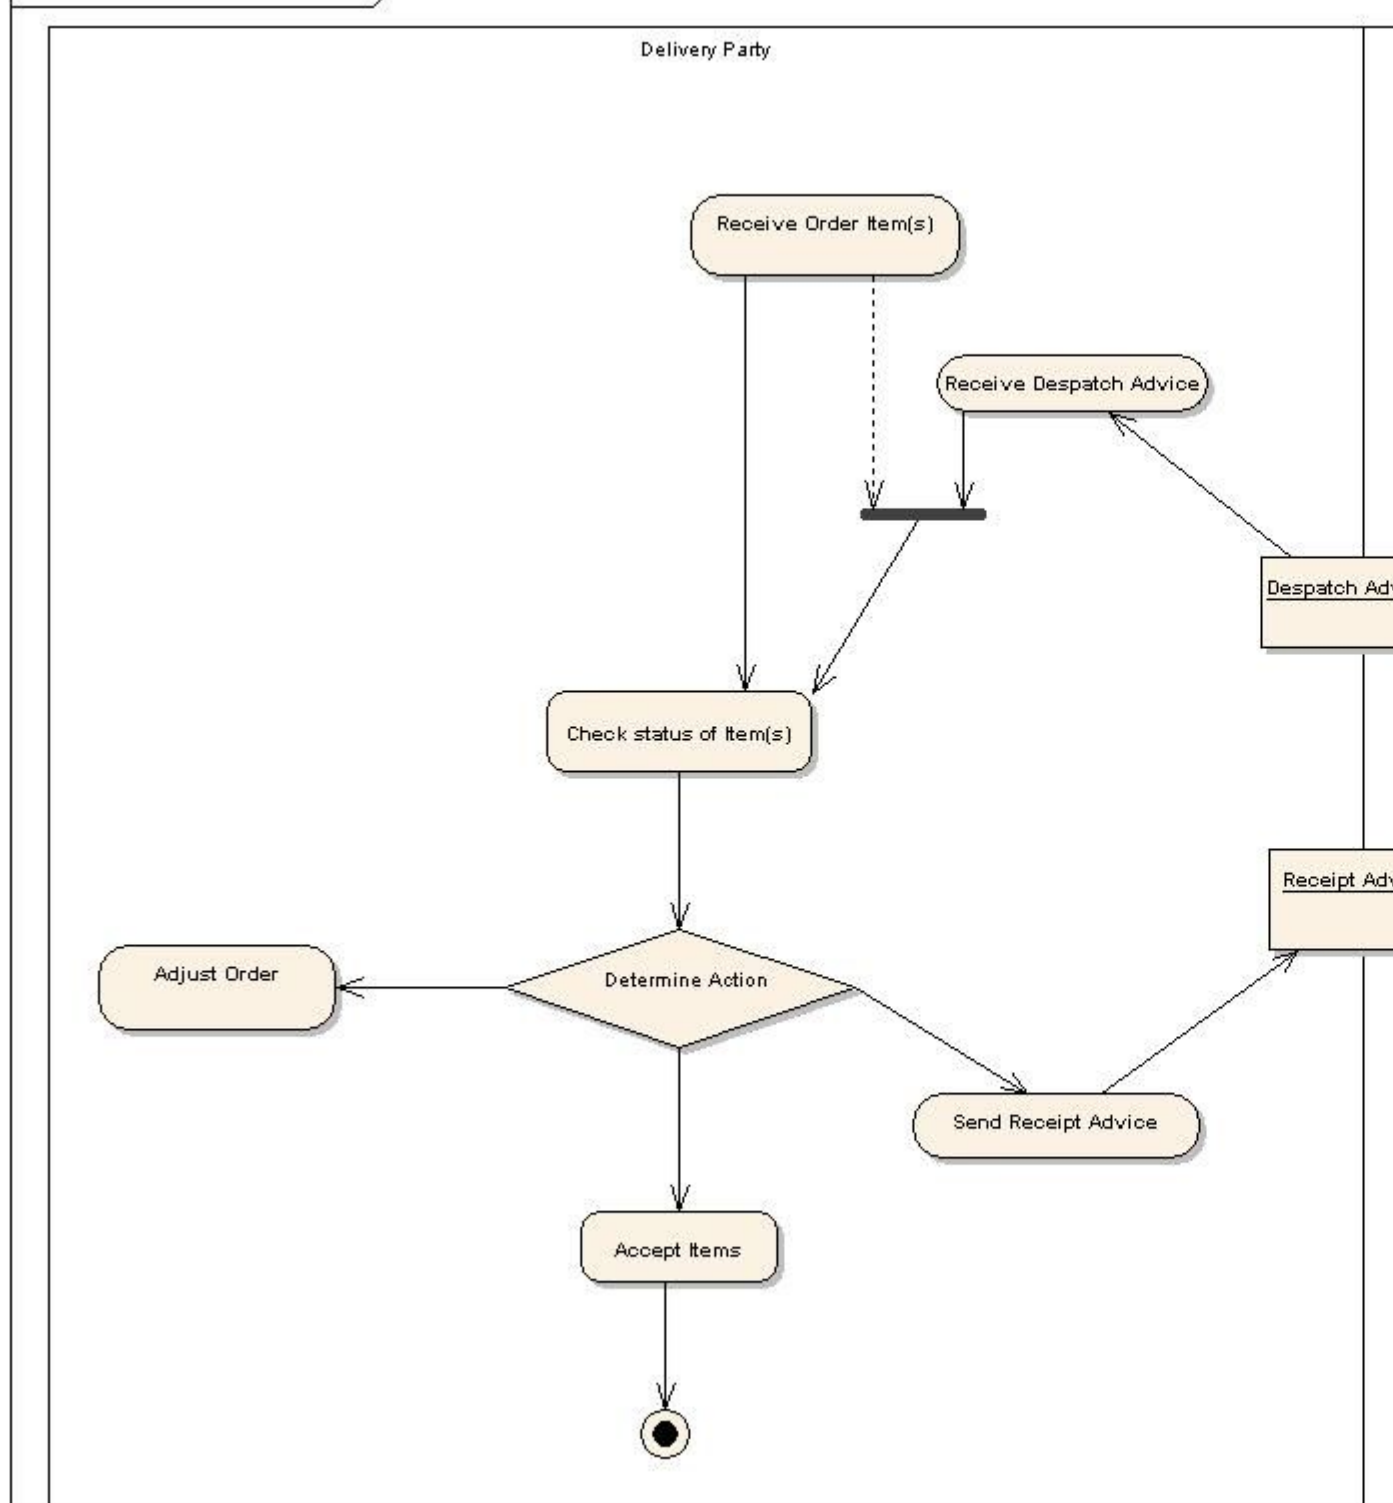 Delivery Party
Receive Order Item(s)
Receive Despatch Advice
Despatch Adv
Check status of Item(s)
Receipt Adv
Adjust Order
Determine Action
Send Receipt Advice
Accept Items